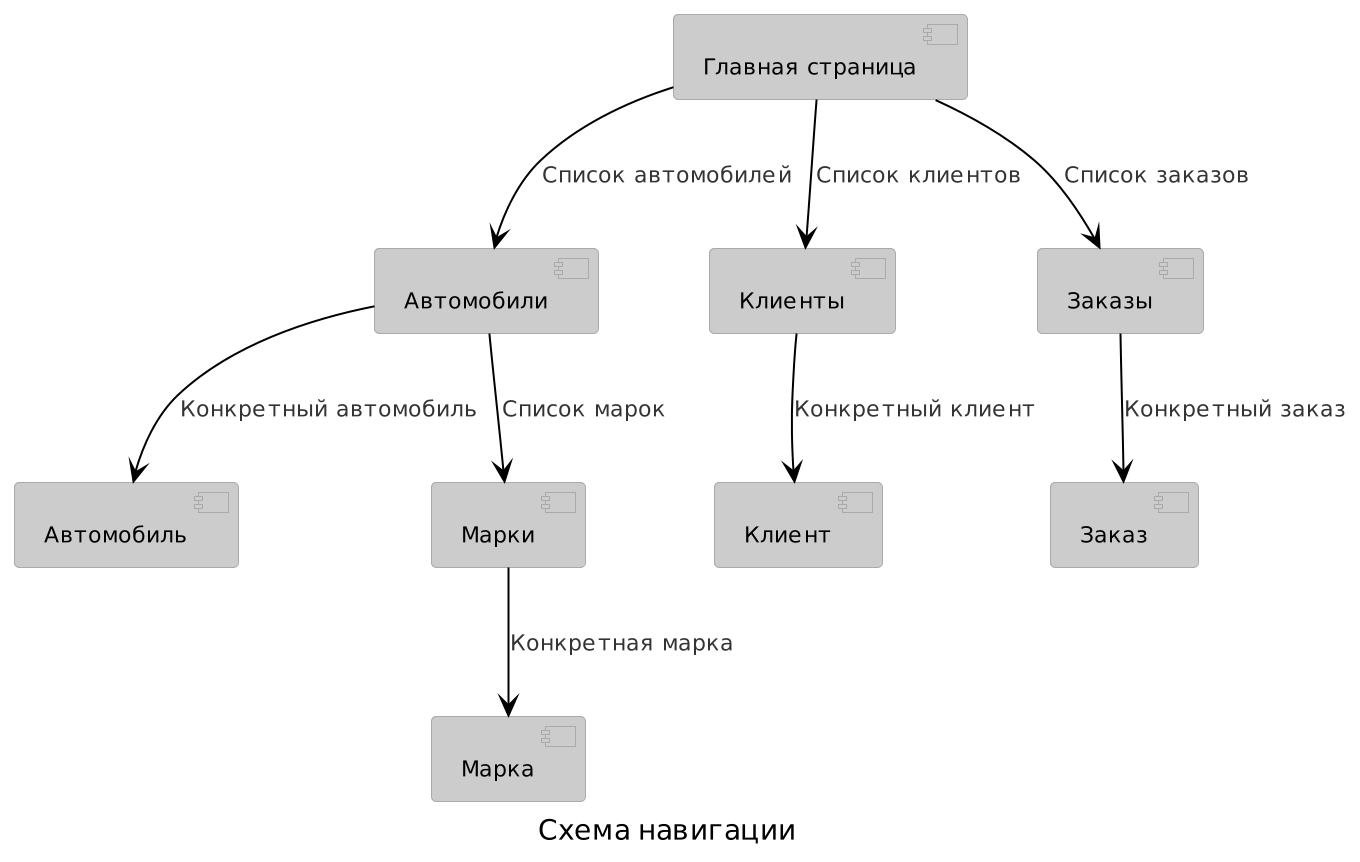 Главная страница
Список автомобилей
Список клиентов
Список заказов
Автомобили
Клиенты
Заказы
Конкретный автомобиль
Список марок
Конкретный клиент
Конкретный заказ
Автомобиль
Марки
Клиент
Заказ
Конкретная марка
Марка
Схема навигации